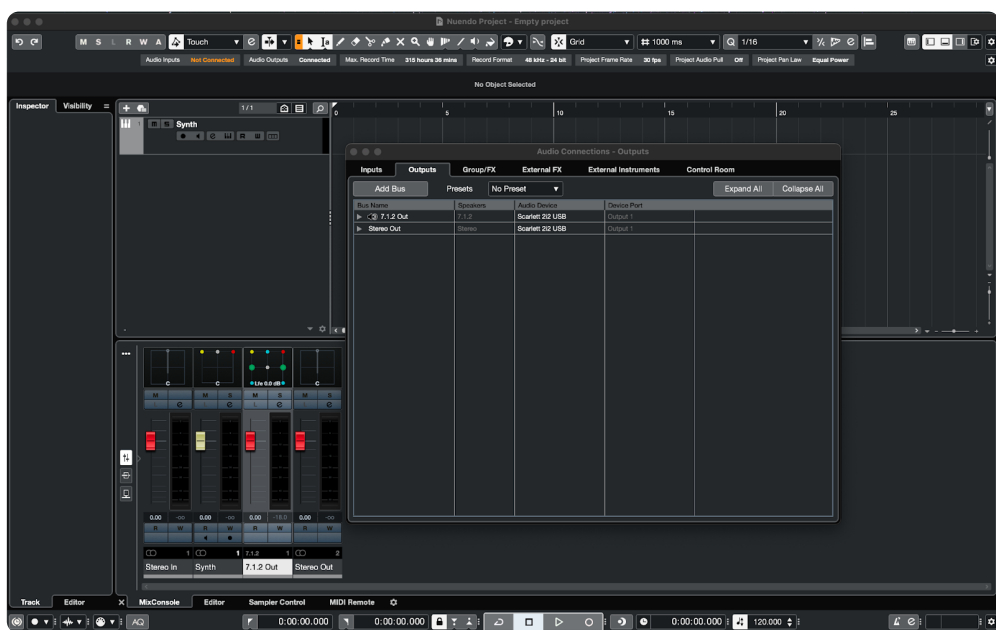 Nuendo Project - Empty project
M S L R W A Touch Grid 1000 ms Q 1/16
Audio Inputs Not Connected Audio Outputs Connected Max. Record Time 315 hours 36 mins Record Format 48 kHz - 24 bit Project Frame Rate 30 fps Project Audio Pull Off Project Pan Law Equal Power
No Object Selected
Inspector Visibility
1/1
0 5 10 15 20 25
Synth
R W
Audio Connections - Outputs
Inputs Outputs Group/FX External FX External Instruments Control Room
Add Bus Presets No Preset Expand All Collapse All
Bus Name Speakers Audio Device Device Port
7.1.2 Out 7.1.2 Scarlett 2i2 USB Output 1
Stereo Out Stereo Scarlett 2i2 USB Output 1
C C Lfe 0.0 dB C
M M S M S M S
L e L e L e L e
0.00 -oo 0.00 -oo 0.00 -18.0 0.00 -oo
R W R W R W R W
1 1 7.1.2 1 2
Stereo In Synth 7.1.2 Out Stereo Out
Track Editor MixConsole Editor Sampler Control MIDI Remote
AQ 0:00:00.000 0:00:00.000 0:00:00.000 120.000